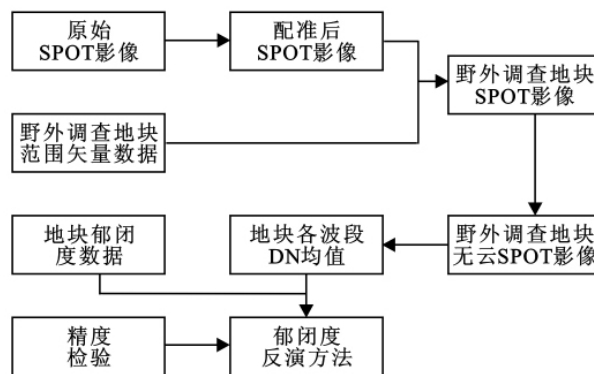 原始
SPOT影像
配准后
SPOT影像
野外调查地块
SPOT影像
野外调查地块
范围矢量数据
地块郁闭
度数据
地块各波段
DN均值
野外调查地块
无云SPOT影像
精度
检验
郁闭度
反演方法